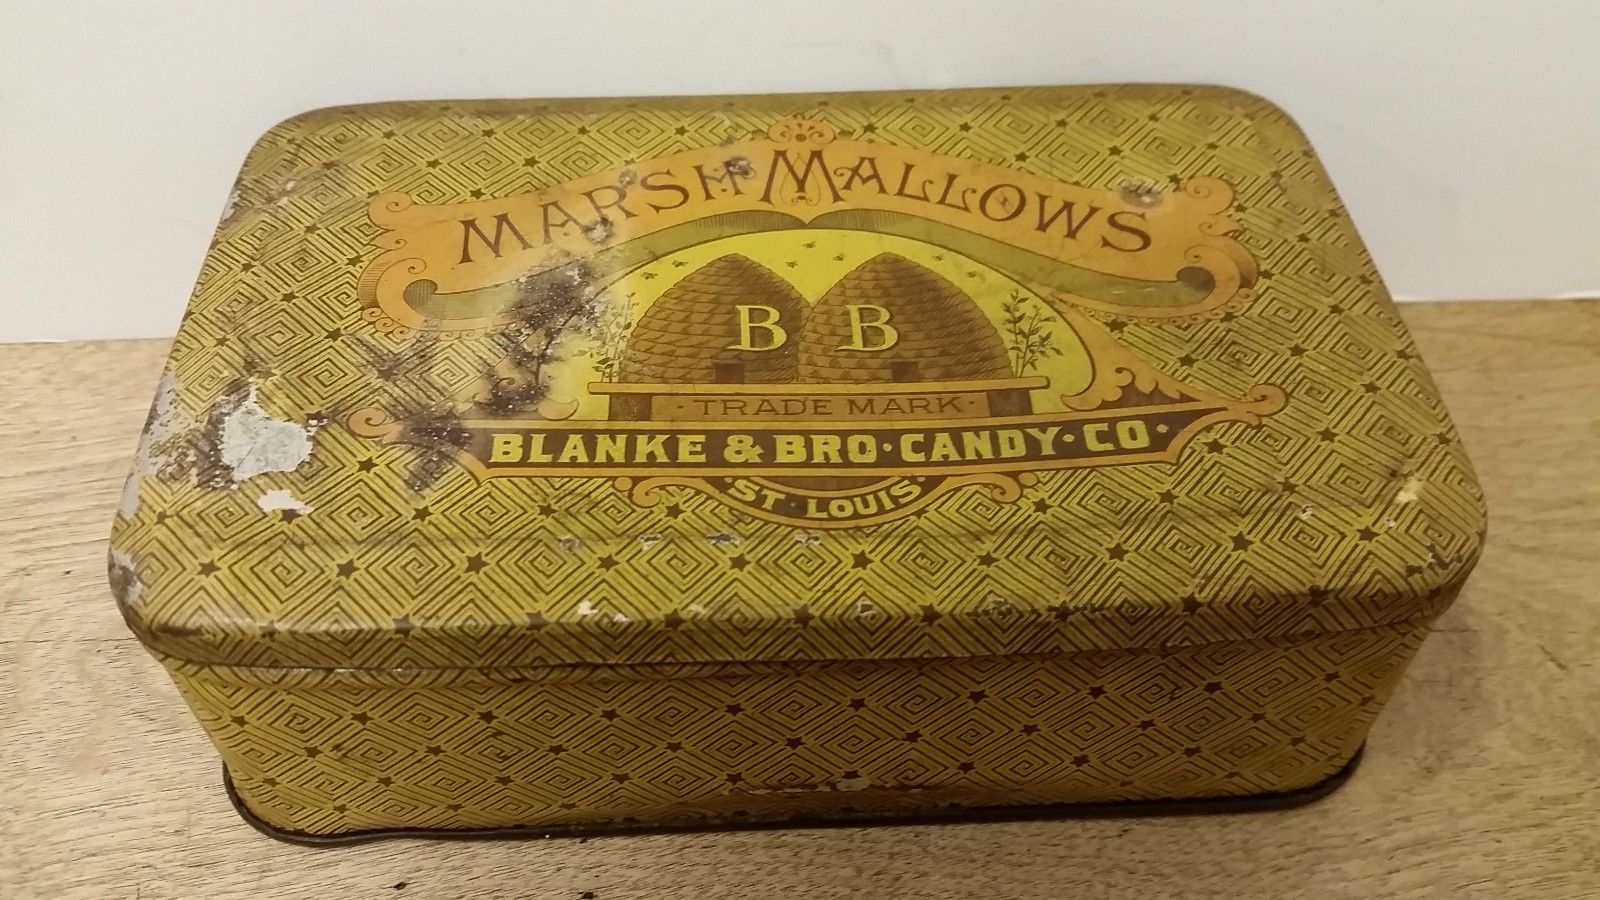 MARSH MALLOWS
B B
· TRADE MARK ·
BLANKE & BRO · CANDY · CO ·
· ST · LOUIS ·